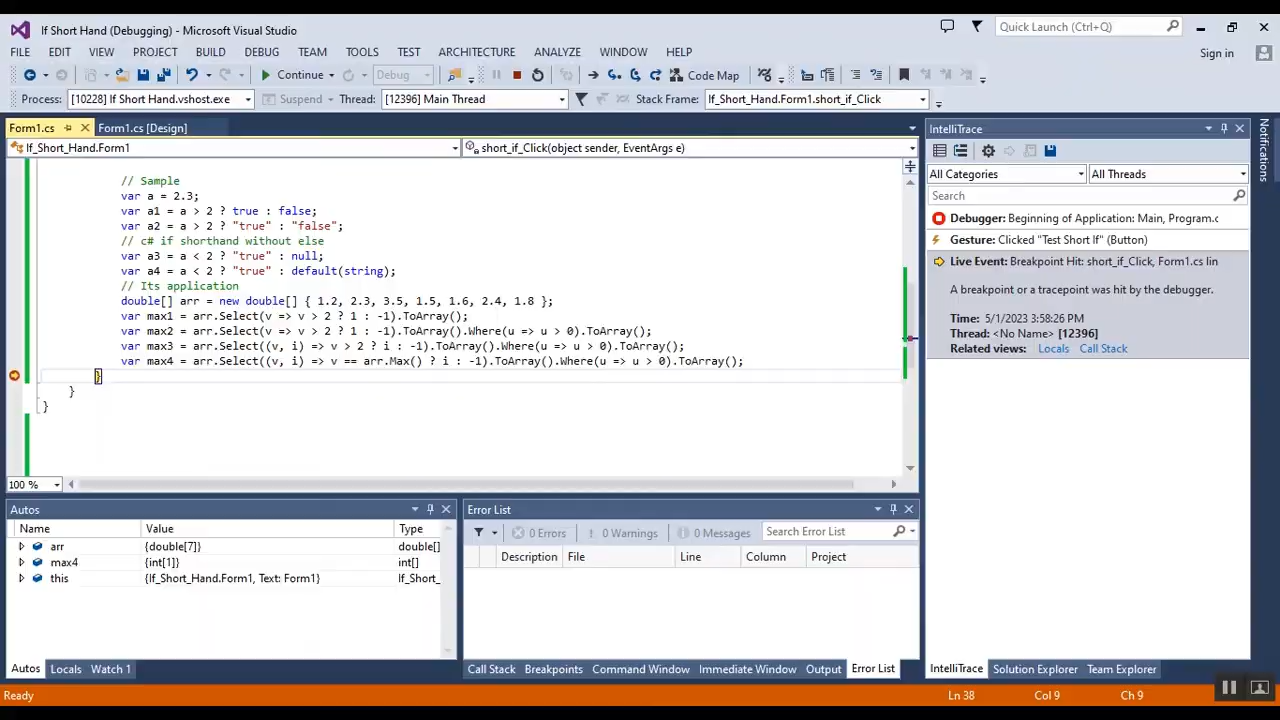 If Short Hand (Debugging) - Microsoft Visual Studio
Quick Launch (Ctrl+Q)
FILE EDIT VIEW PROJECT BUILD DEBUG TEAM TOOLS TEST ARCHITECTURE ANALYZE WINDOW HELP
Sign in
Continue Debug Code Map
Process: [10228] If Short Hand.vshost.exe Suspend Thread: [12396] Main Thread Stack Frame: If_Short_Hand.Form1.short_if_Click
Form1.cs Form1.cs [Design]
If_Short_Hand.Form1 short_if_Click(object sender, EventArgs e)
// Sample
var a = 2.3;
var a1 = a > 2 ? true : false;
var a2 = a > 2 ? "true" : "false";
// c# if shorthand without else
var a3 = a < 2 ? "true" : null;
var a4 = a < 2 ? "true" : default(string);
// Its application
double[] arr = new double[] { 1.2, 2.3, 3.5, 1.5, 1.6, 2.4, 1.8 };
var max1 = arr.Select(v => v > 2 ? 1 : -1).ToArray();
var max2 = arr.Select(v => v > 2 ? 1 : -1).ToArray().Where(u => u > 0).ToArray();
var max3 = arr.Select((v, i) => v > 2 ? i : -1).ToArray().Where(u => u > 0).ToArray();
var max4 = arr.Select((v, i) => v == arr.Max() ? i : -1).ToArray().Where(u => u > 0).ToArray();
}
}
}
100 %
Autos
Name Value Type
arr {double[7]} double[]
max4 {int[1]} int[]
this {If_Short_Hand.Form1, Text: Form1} If_Short_
Autos Locals Watch 1
Error List
0 Errors 0 Warnings 0 Messages Search Error List
Description File Line Column Project
Call Stack Breakpoints Command Window Immediate Window Output Error List
IntelliTrace
All Categories All Threads
Search
Debugger: Beginning of Application: Main, Program.c
Gesture: Clicked "Test Short If" (Button)
Live Event: Breakpoint Hit: short_if_Click, Form1.cs lin
A breakpoint or a tracepoint was hit by the debugger.
Time: 5/1/2023 3:58:26 PM
Thread: <No Name> [12396]
Related views: Locals Call Stack
IntelliTrace Solution Explorer Team Explorer
Notifications
Ready Ln 38 Col 9 Ch 9